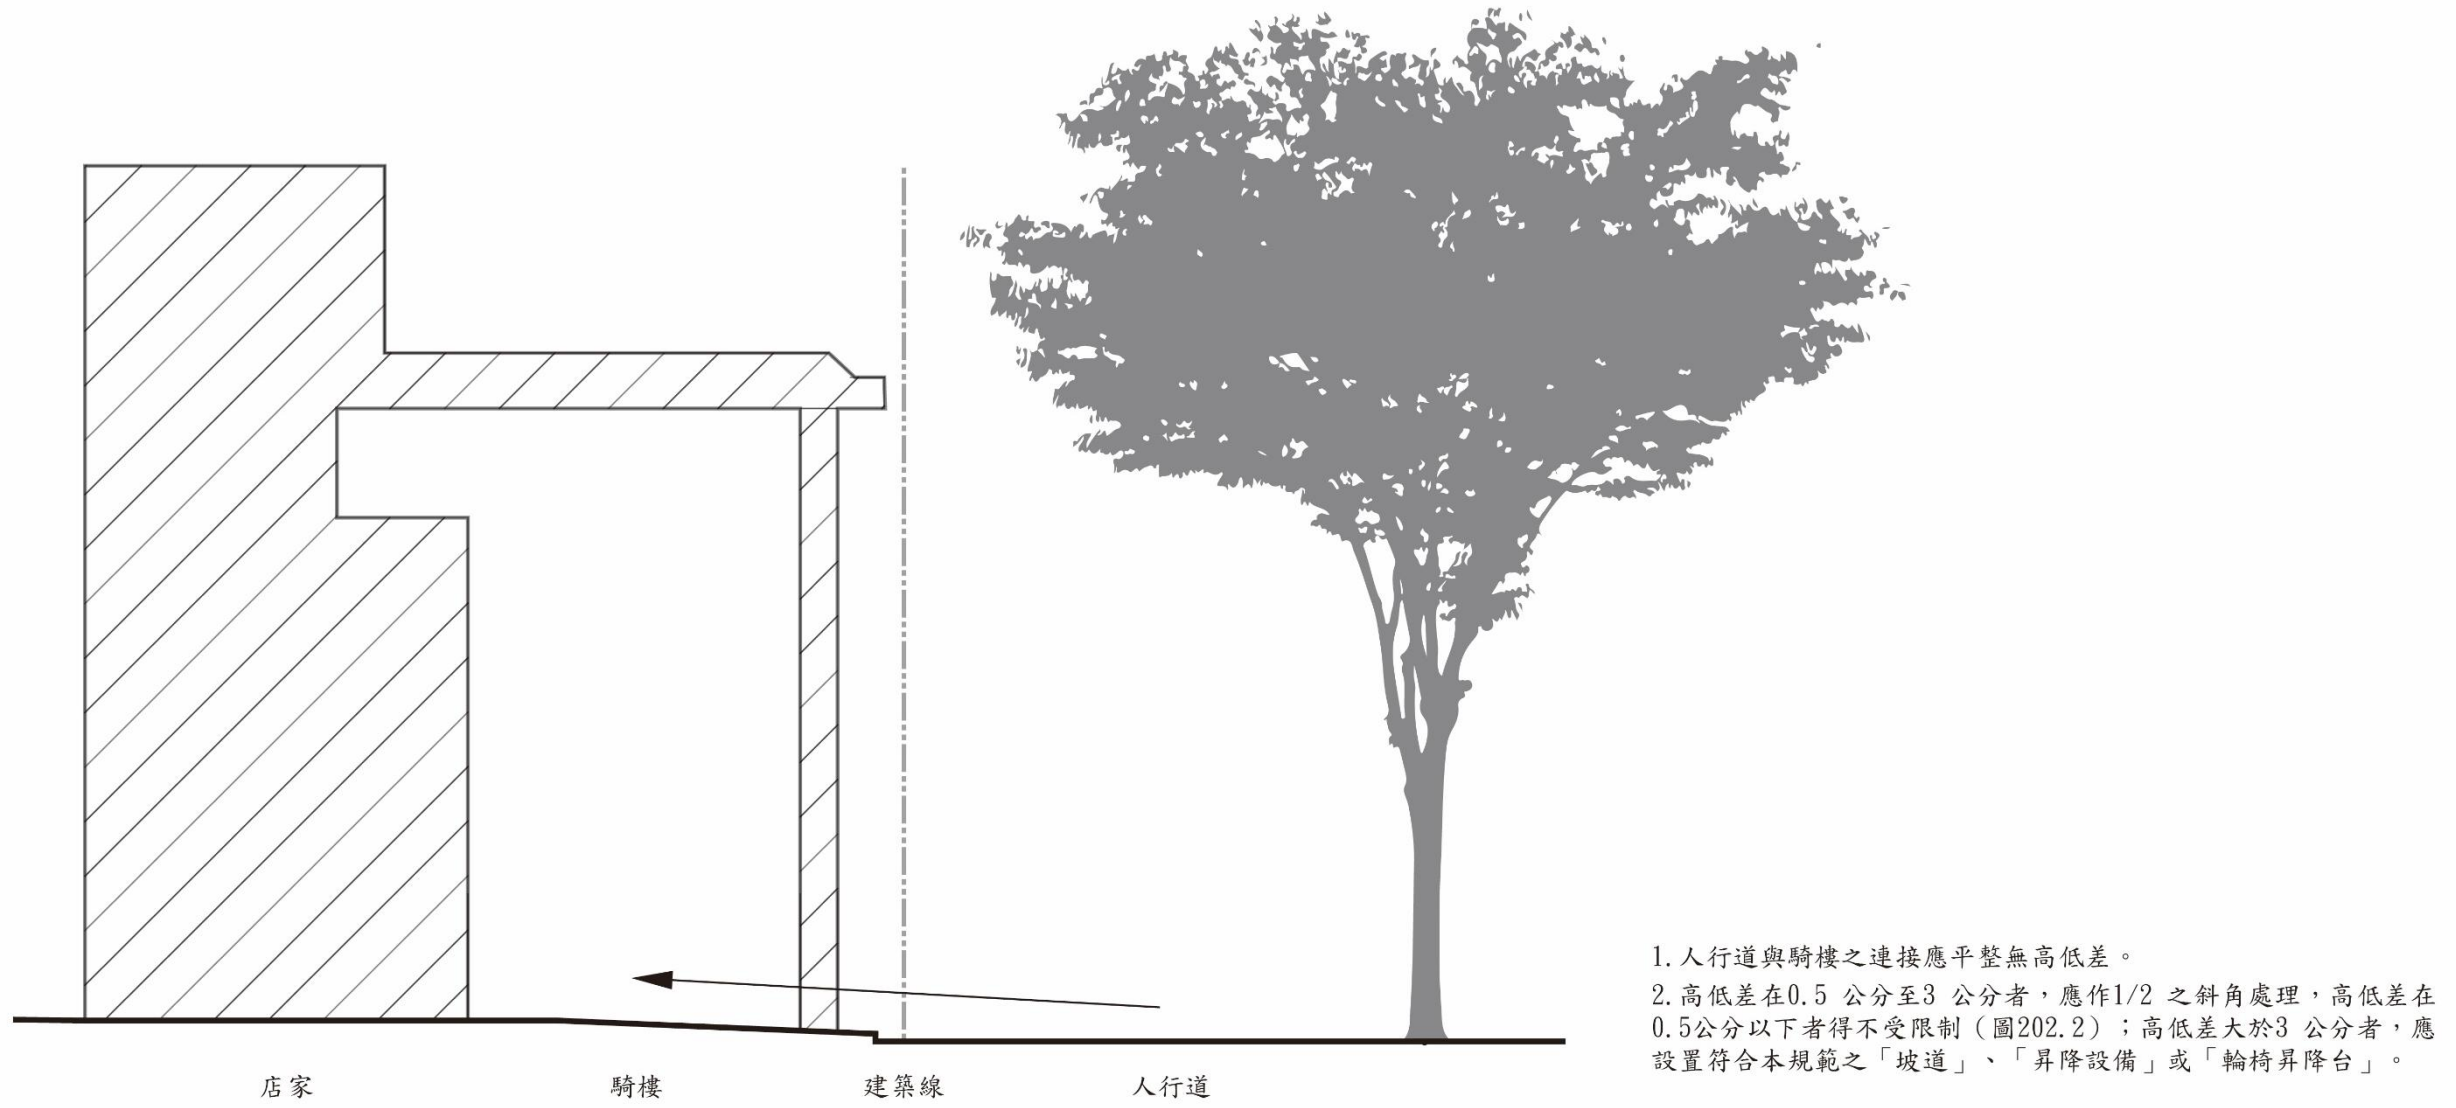 1. 人行道與騎樓之連接應平整無高低差。
2. 高低差在0.5 公分至3 公分者，應作1/2 之斜角處理，高低差在
0.5公分以下者得不受限制（圖202.2）；高低差大於3 公分者，應
設置符合本規範之「坡道」、「昇降設備」或「輪椅昇降台」。
店家 騎樓 建築線 人行道